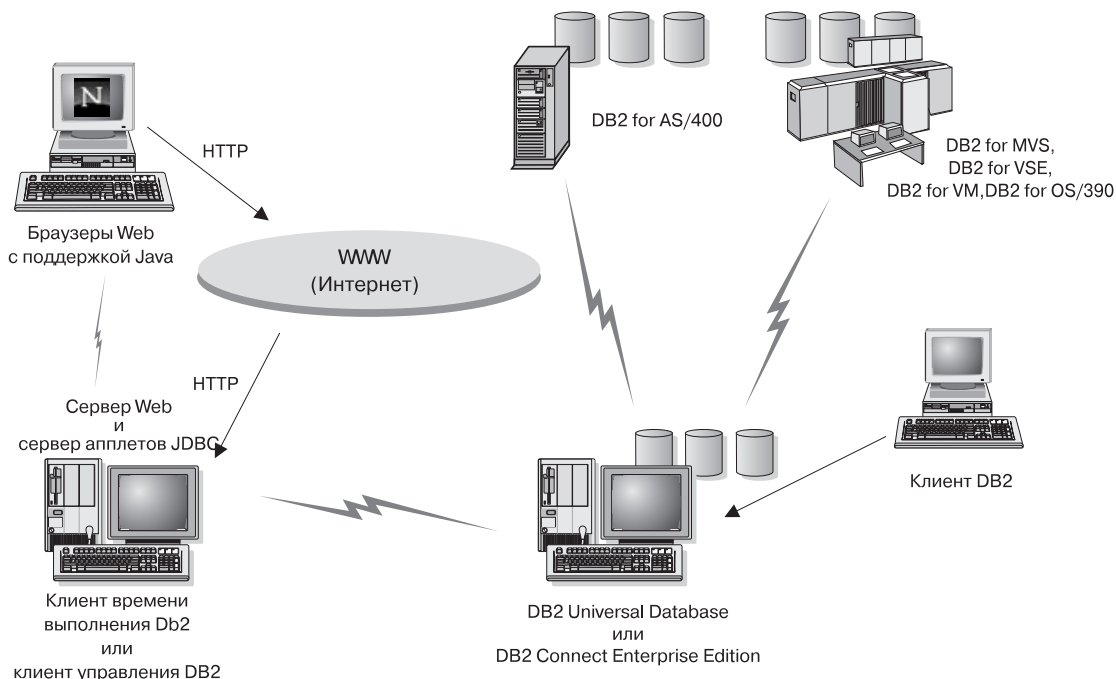 DB2 for AS/400
DB2 for MVS,
DB2 for VSE,
DB2 for VM,DB2 for OS/390
N
HTTP
Браузеры Web
с поддержкой Java
WWW
(Интернет)
HTTP
Сервер Web
и
сервер апплетов JDBC
Клиент DB2
Клиент времени
выполнения Db2
или
клиент управления DB2
DB2 Universal Database
или
DB2 Connect Enterprise Edition